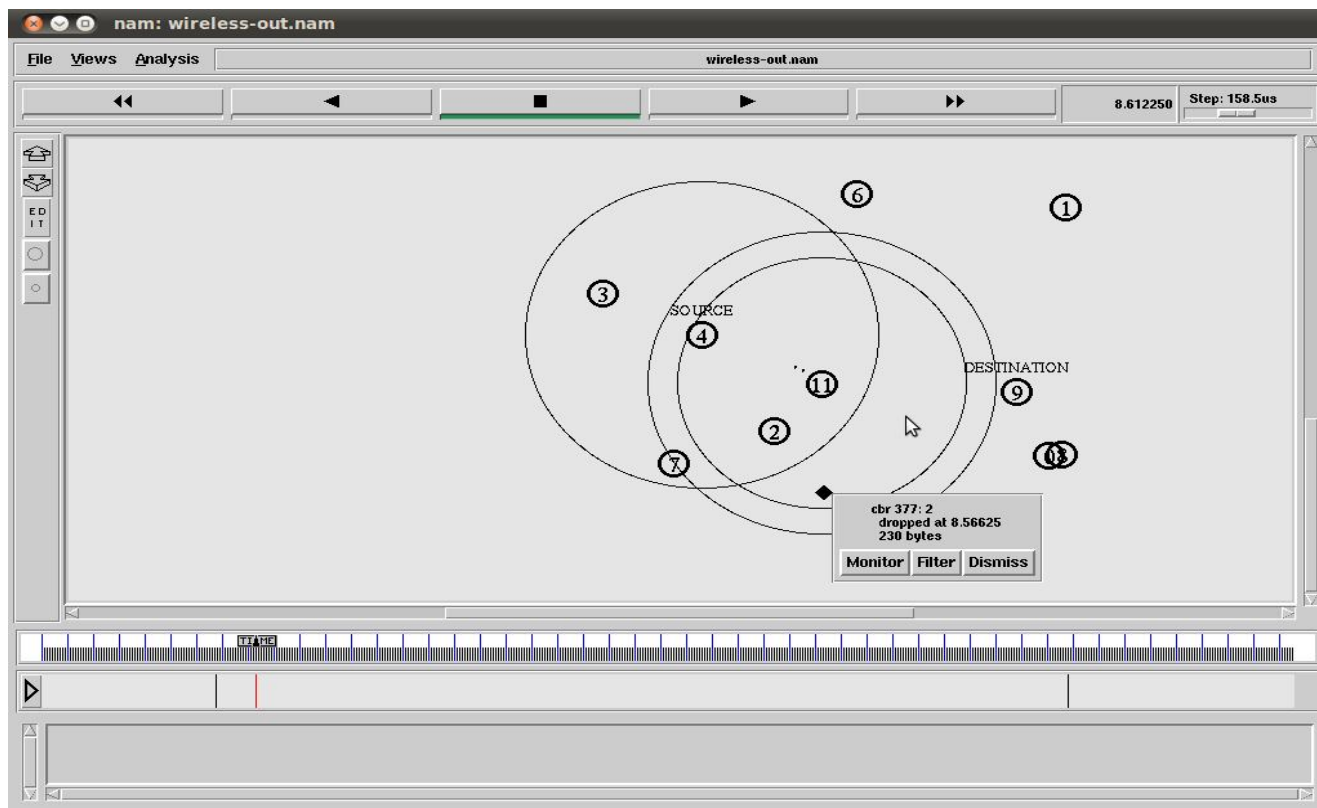 nam: wireless-out.nam
File Views Analysis wireless-out.nam
8.612250 Step: 158.5us
E D
I T
6
1
3
SOURCE
4
DESTINATION
11
9
2
7
cbr 377: 2
dropped at 8.56625
230 bytes
Monitor Filter Dismiss
TIME